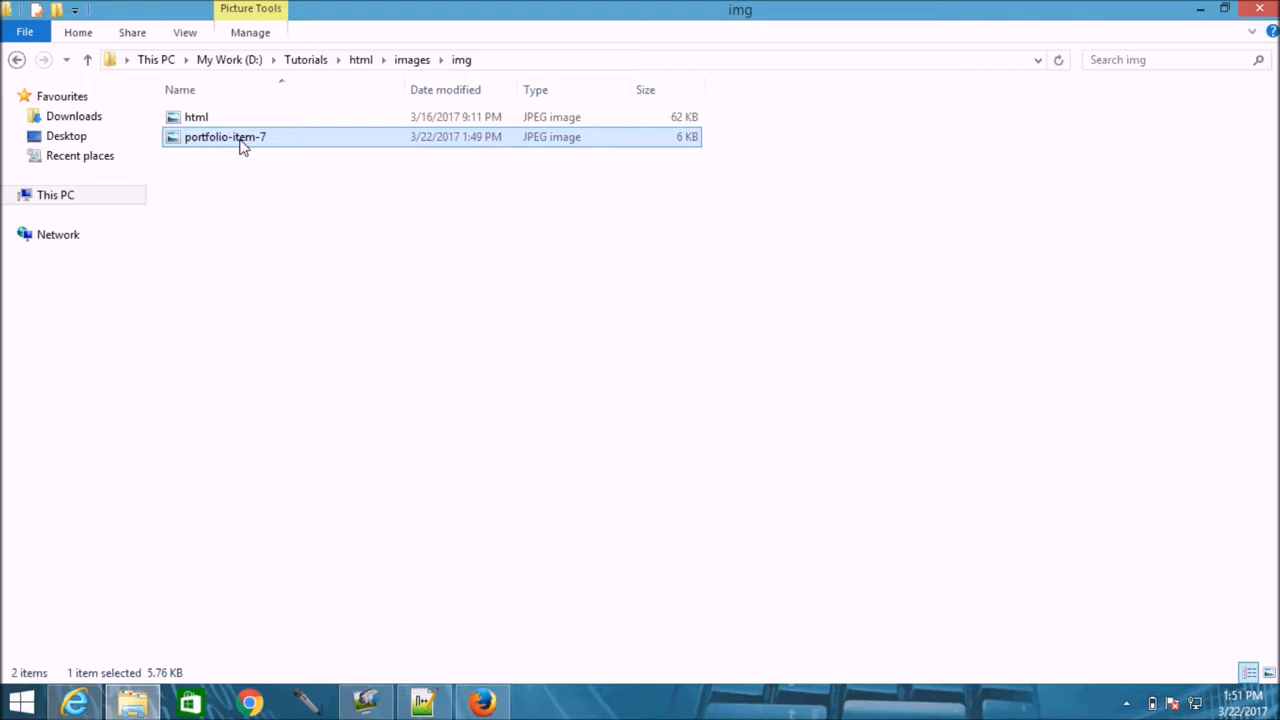 Picture Tools
img
File Home Share View Manage
This PC My Work (D:) Tutorials html images img
Search img
Name Date modified Type Size
Favourites
Downloads
Desktop
Recent places
This PC
Network
html 3/16/2017 9:11 PM JPEG image 62 KB
portfolio-item-7 3/22/2017 1:49 PM JPEG image 6 KB
2 items 1 item selected 5.76 KB
1:51 PM
3/22/2017